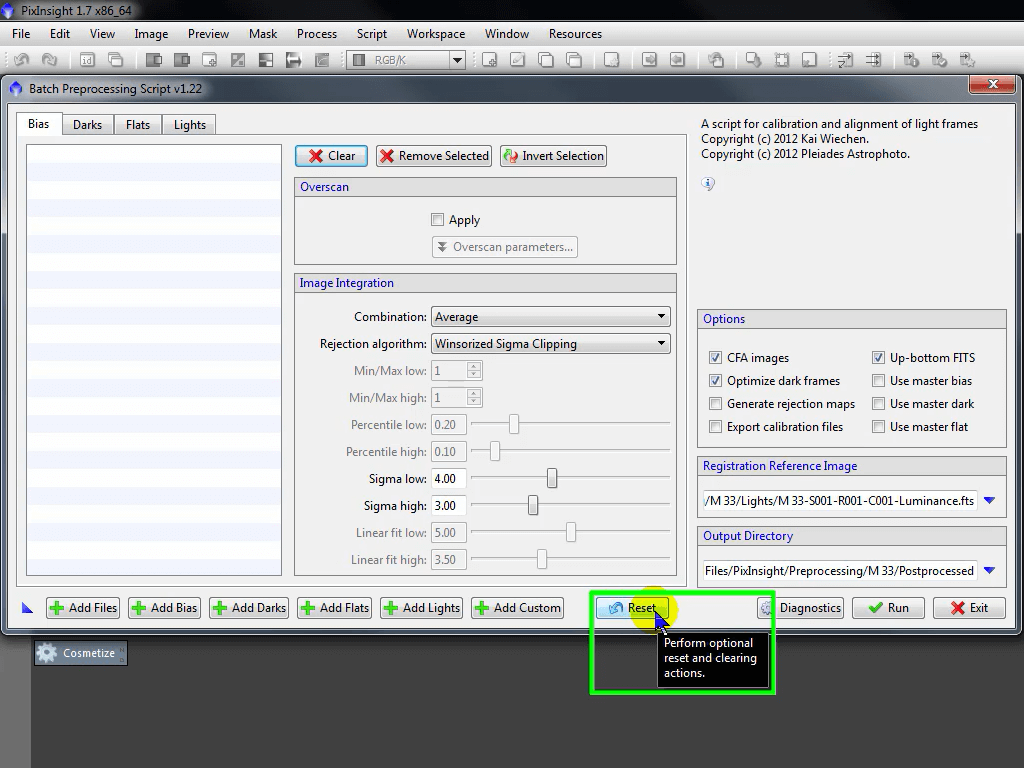 PixInsight 1.7 x86_64
File Edit View Image Preview Mask Process Script Workspace Window Resources
RGB/K
Batch Preprocessing Script v1.22
Bias Darks Flats Lights
Clear Remove Selected Invert Selection
Overscan
Apply
Overscan parameters...
Image Integration
Combination: Average
Rejection algorithm: Winsorized Sigma Clipping
Min/Max low: 1
Min/Max high: 1
Percentile low: 0.20
Percentile high: 0.10
Sigma low: 4.00
Sigma high: 3.00
Linear fit low: 5.00
Linear fit high: 3.50
A script for calibration and alignment of light frames
Copyright (c) 2012 Kai Wiechen.
Copyright (c) 2012 Pleiades Astrophoto.
Options
CFA images Up-bottom FITS
Optimize dark frames Use master bias
Generate rejection maps Use master dark
Export calibration files Use master flat
Registration Reference Image
/M 33/Lights/M 33-S001-R001-C001-Luminance.fts
Output Directory
Files/PixInsight/Preprocessing/M 33/Postprocessed
Add Files Add Bias Add Darks Add Flats Add Lights Add Custom Reset Diagnostics Run Exit
Perform optional
reset and clearing
actions.
Cosmetize